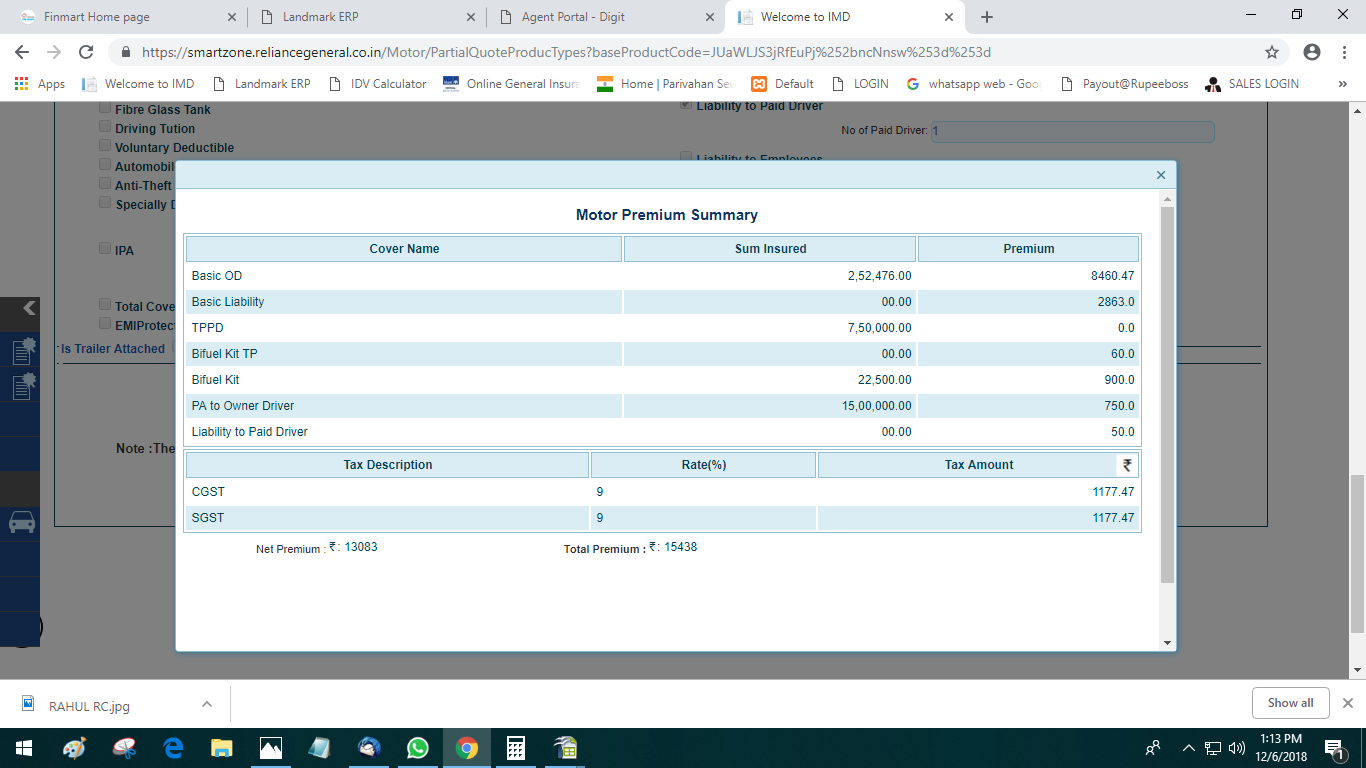 Finmart Home page
Landmark ERP
Agent Portal - Digit
Welcome to IMD
https://smartzone.reliancegeneral.co.in/Motor/PartialQuoteProducTypes?baseProductCode=JUaWLJS3jRfEuPj%252bncNnsw%253d%253d
Apps Welcome to IMD Landmark ERP IDV Calculator Online General Insura Home | Parivahan Sev Default LOGIN whatsapp web - Goo Payout@Rupeeboss SALES LOGIN »
Fibre Glass Tank
Liability to Paid Driver
Driving Tution
No of Paid Driver: 1
Voluntary Deductible
Liability to Employees
Automobil
Anti-Theft
Specially D
IPA
Total Cove
EMIProtec
Is Trailer Attached
Note :The
Motor Premium Summary
Cover Name Sum Insured Premium
Basic OD 2,52,476.00 8460.47
Basic Liability 00.00 2863.0
TPPD 7,50,000.00 0.0
Bifuel Kit TP 00.00 60.0
Bifuel Kit 22,500.00 900.0
PA to Owner Driver 15,00,000.00 750.0
Liability to Paid Driver 00.00 50.0
Tax Description Rate(%) Tax Amount ₹
CGST 9 1177.47
SGST 9 1177.47
Net Premium : ₹: 13083 Total Premium : ₹: 15438
RAHUL RC.jpg
Show all
1:13 PM
12/6/2018
1